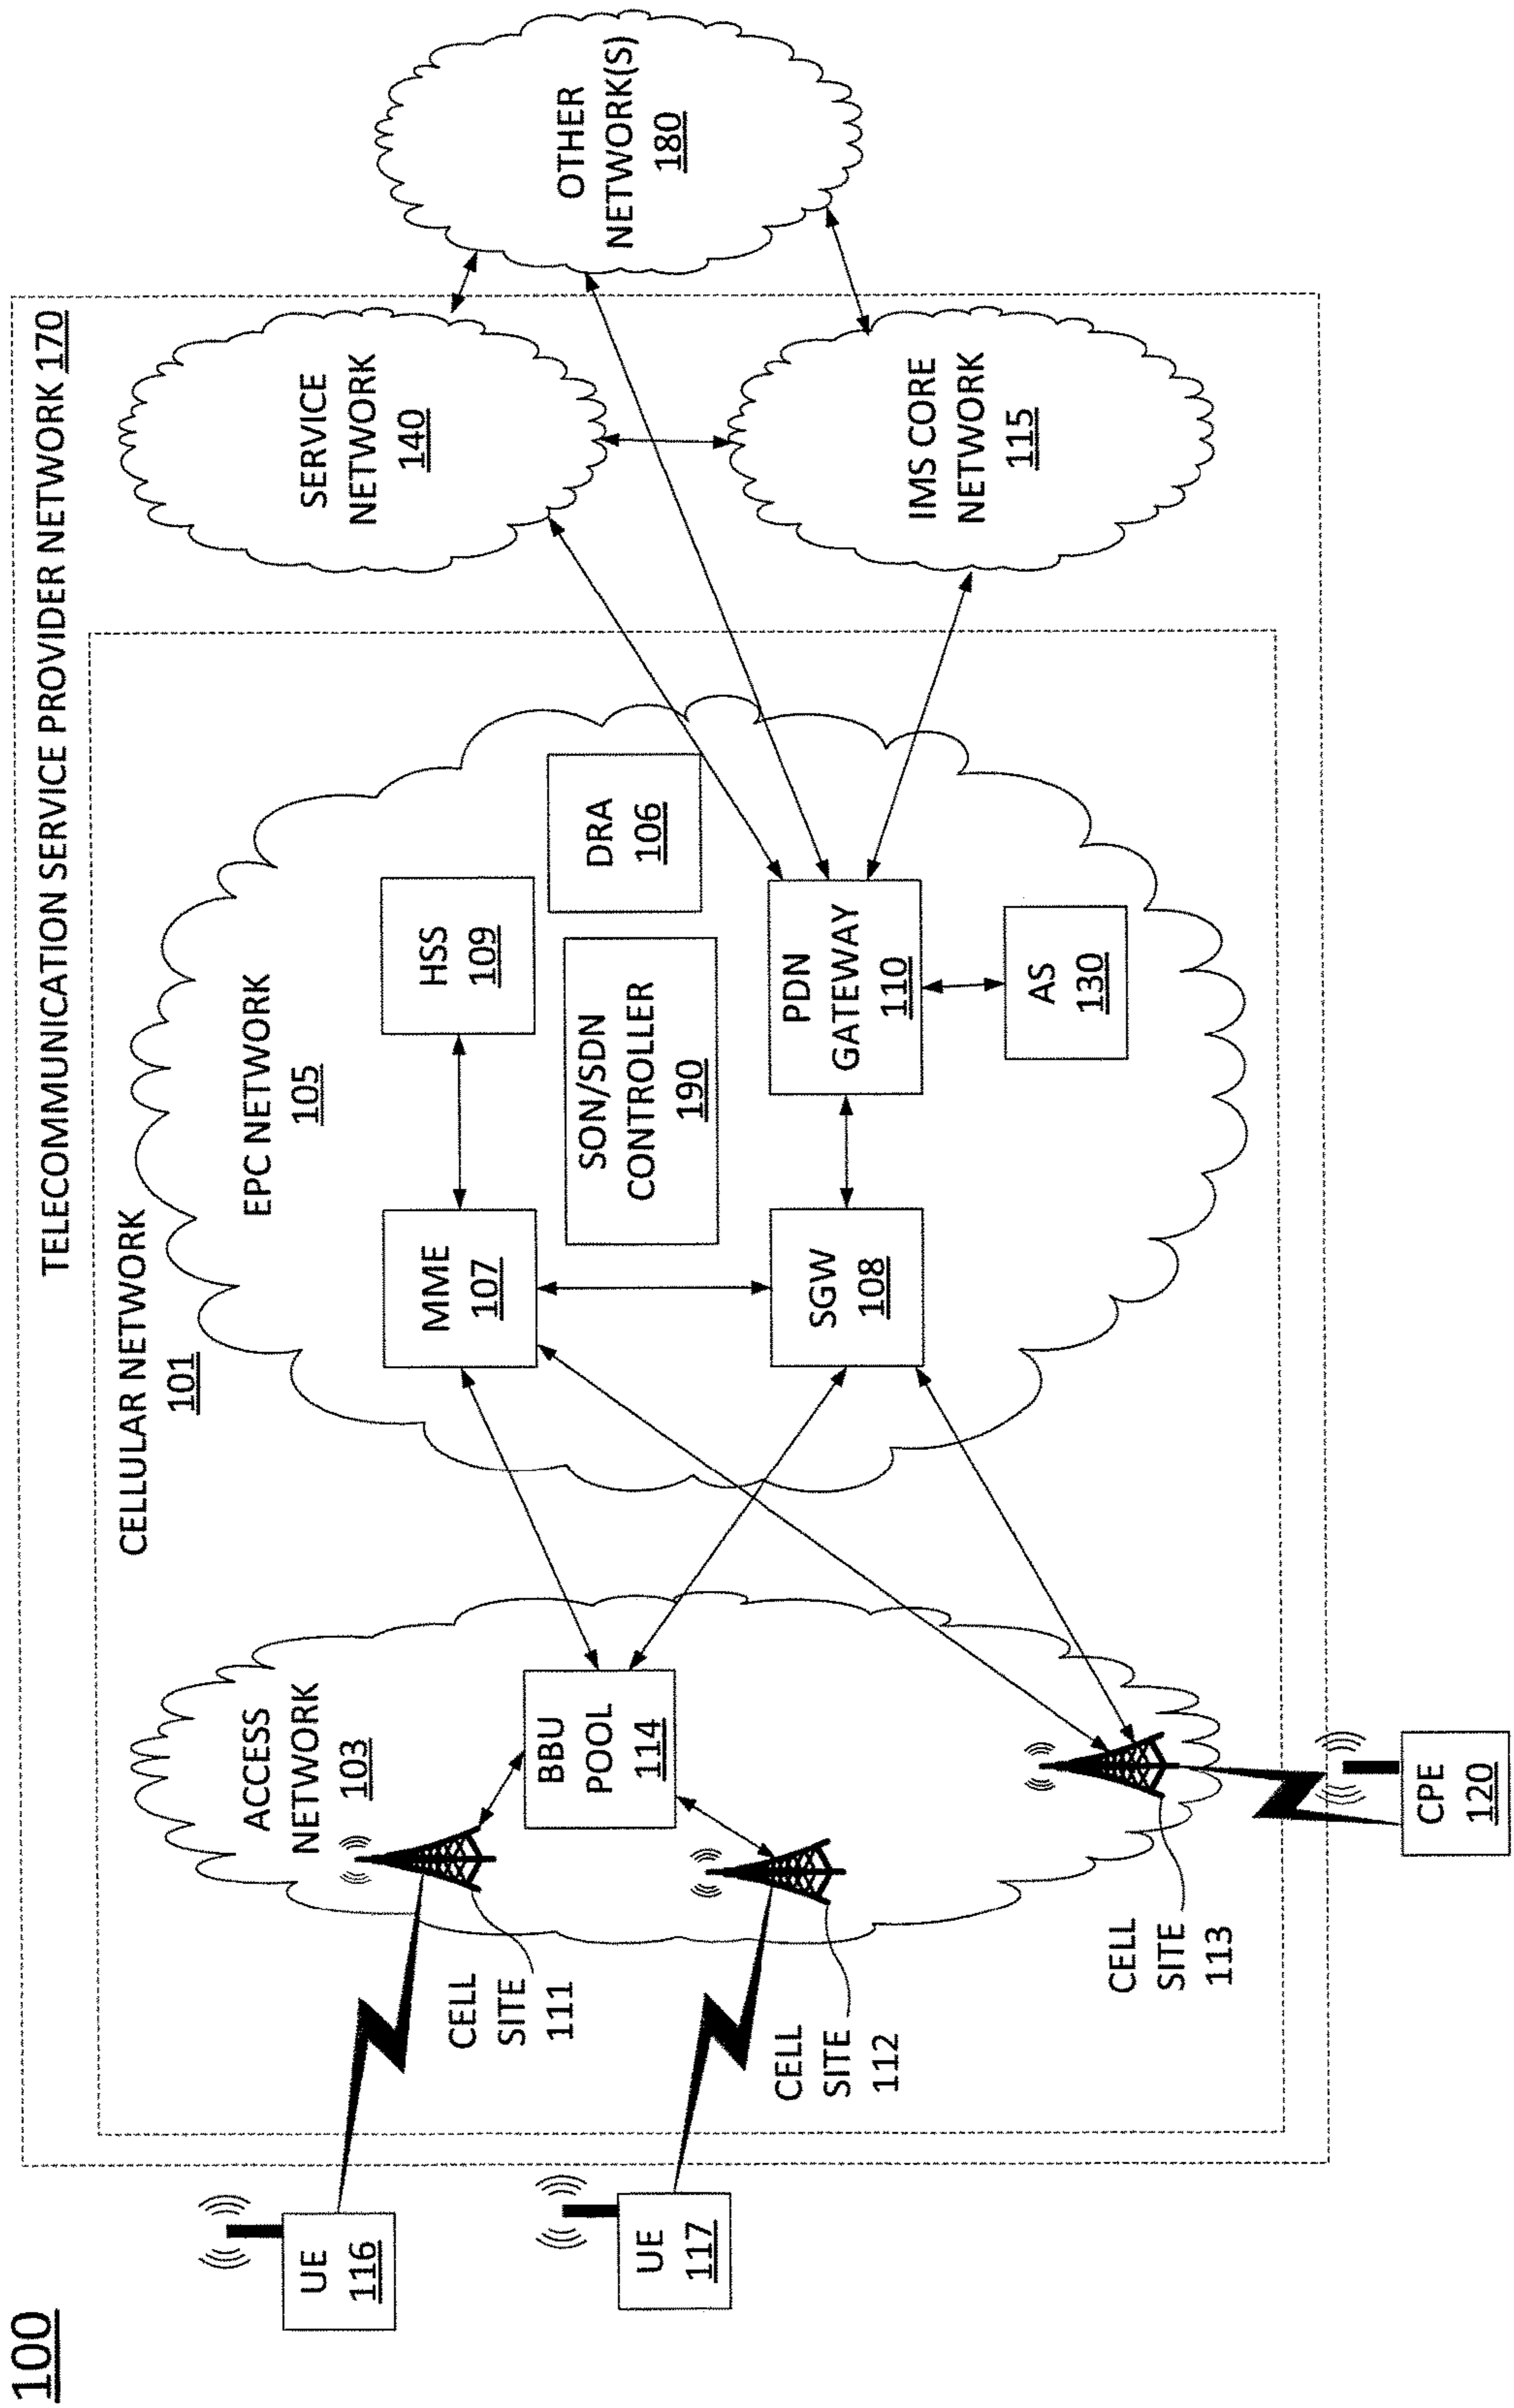 100
TELECOMMUNICATION SERVICE PROVIDER NETWORK 170
CELLULAR NETWORK
101
UE
116
UE
117
CELL
SITE
111
CELL
SITE
112
CELL
SITE
113
CPE
120
ACCESS
NETWORK
103
BBU
POOL
114
EPC NETWORK
105
MME
107
HSS
109
SON/SDN
CONTROLLER
190
DRA
106
SGW
108
PDN
GATEWAY
110
AS
130
SERVICE
NETWORK
140
IMS CORE
NETWORK
115
OTHER
NETWORK(S)
180